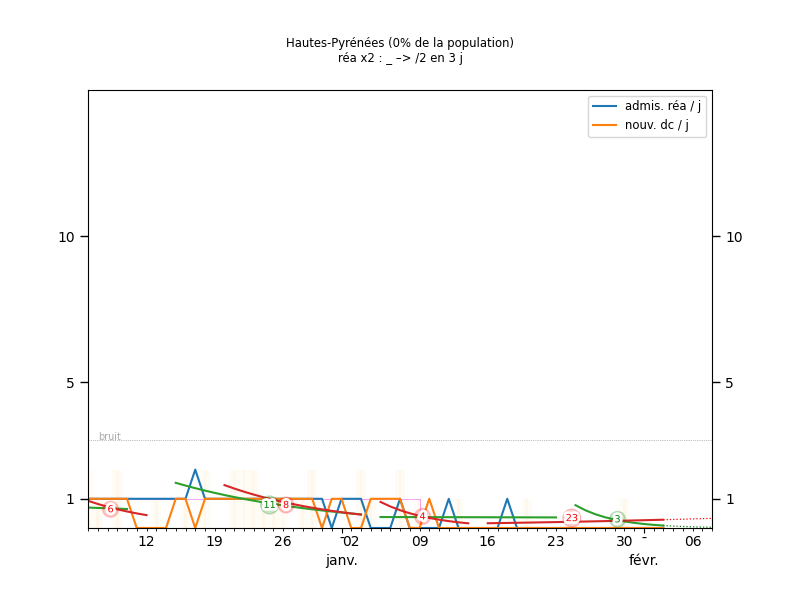 Hautes-Pyrénées (0% de la population)
réa x2 : _ –> /2 en 3 j
admis. réa / j
nouv. dc / j
10 10
5 5
bruit
1 1
6 11 8 4 23 3
12 19 26 02 09 16 23 30 06
janv. févr.